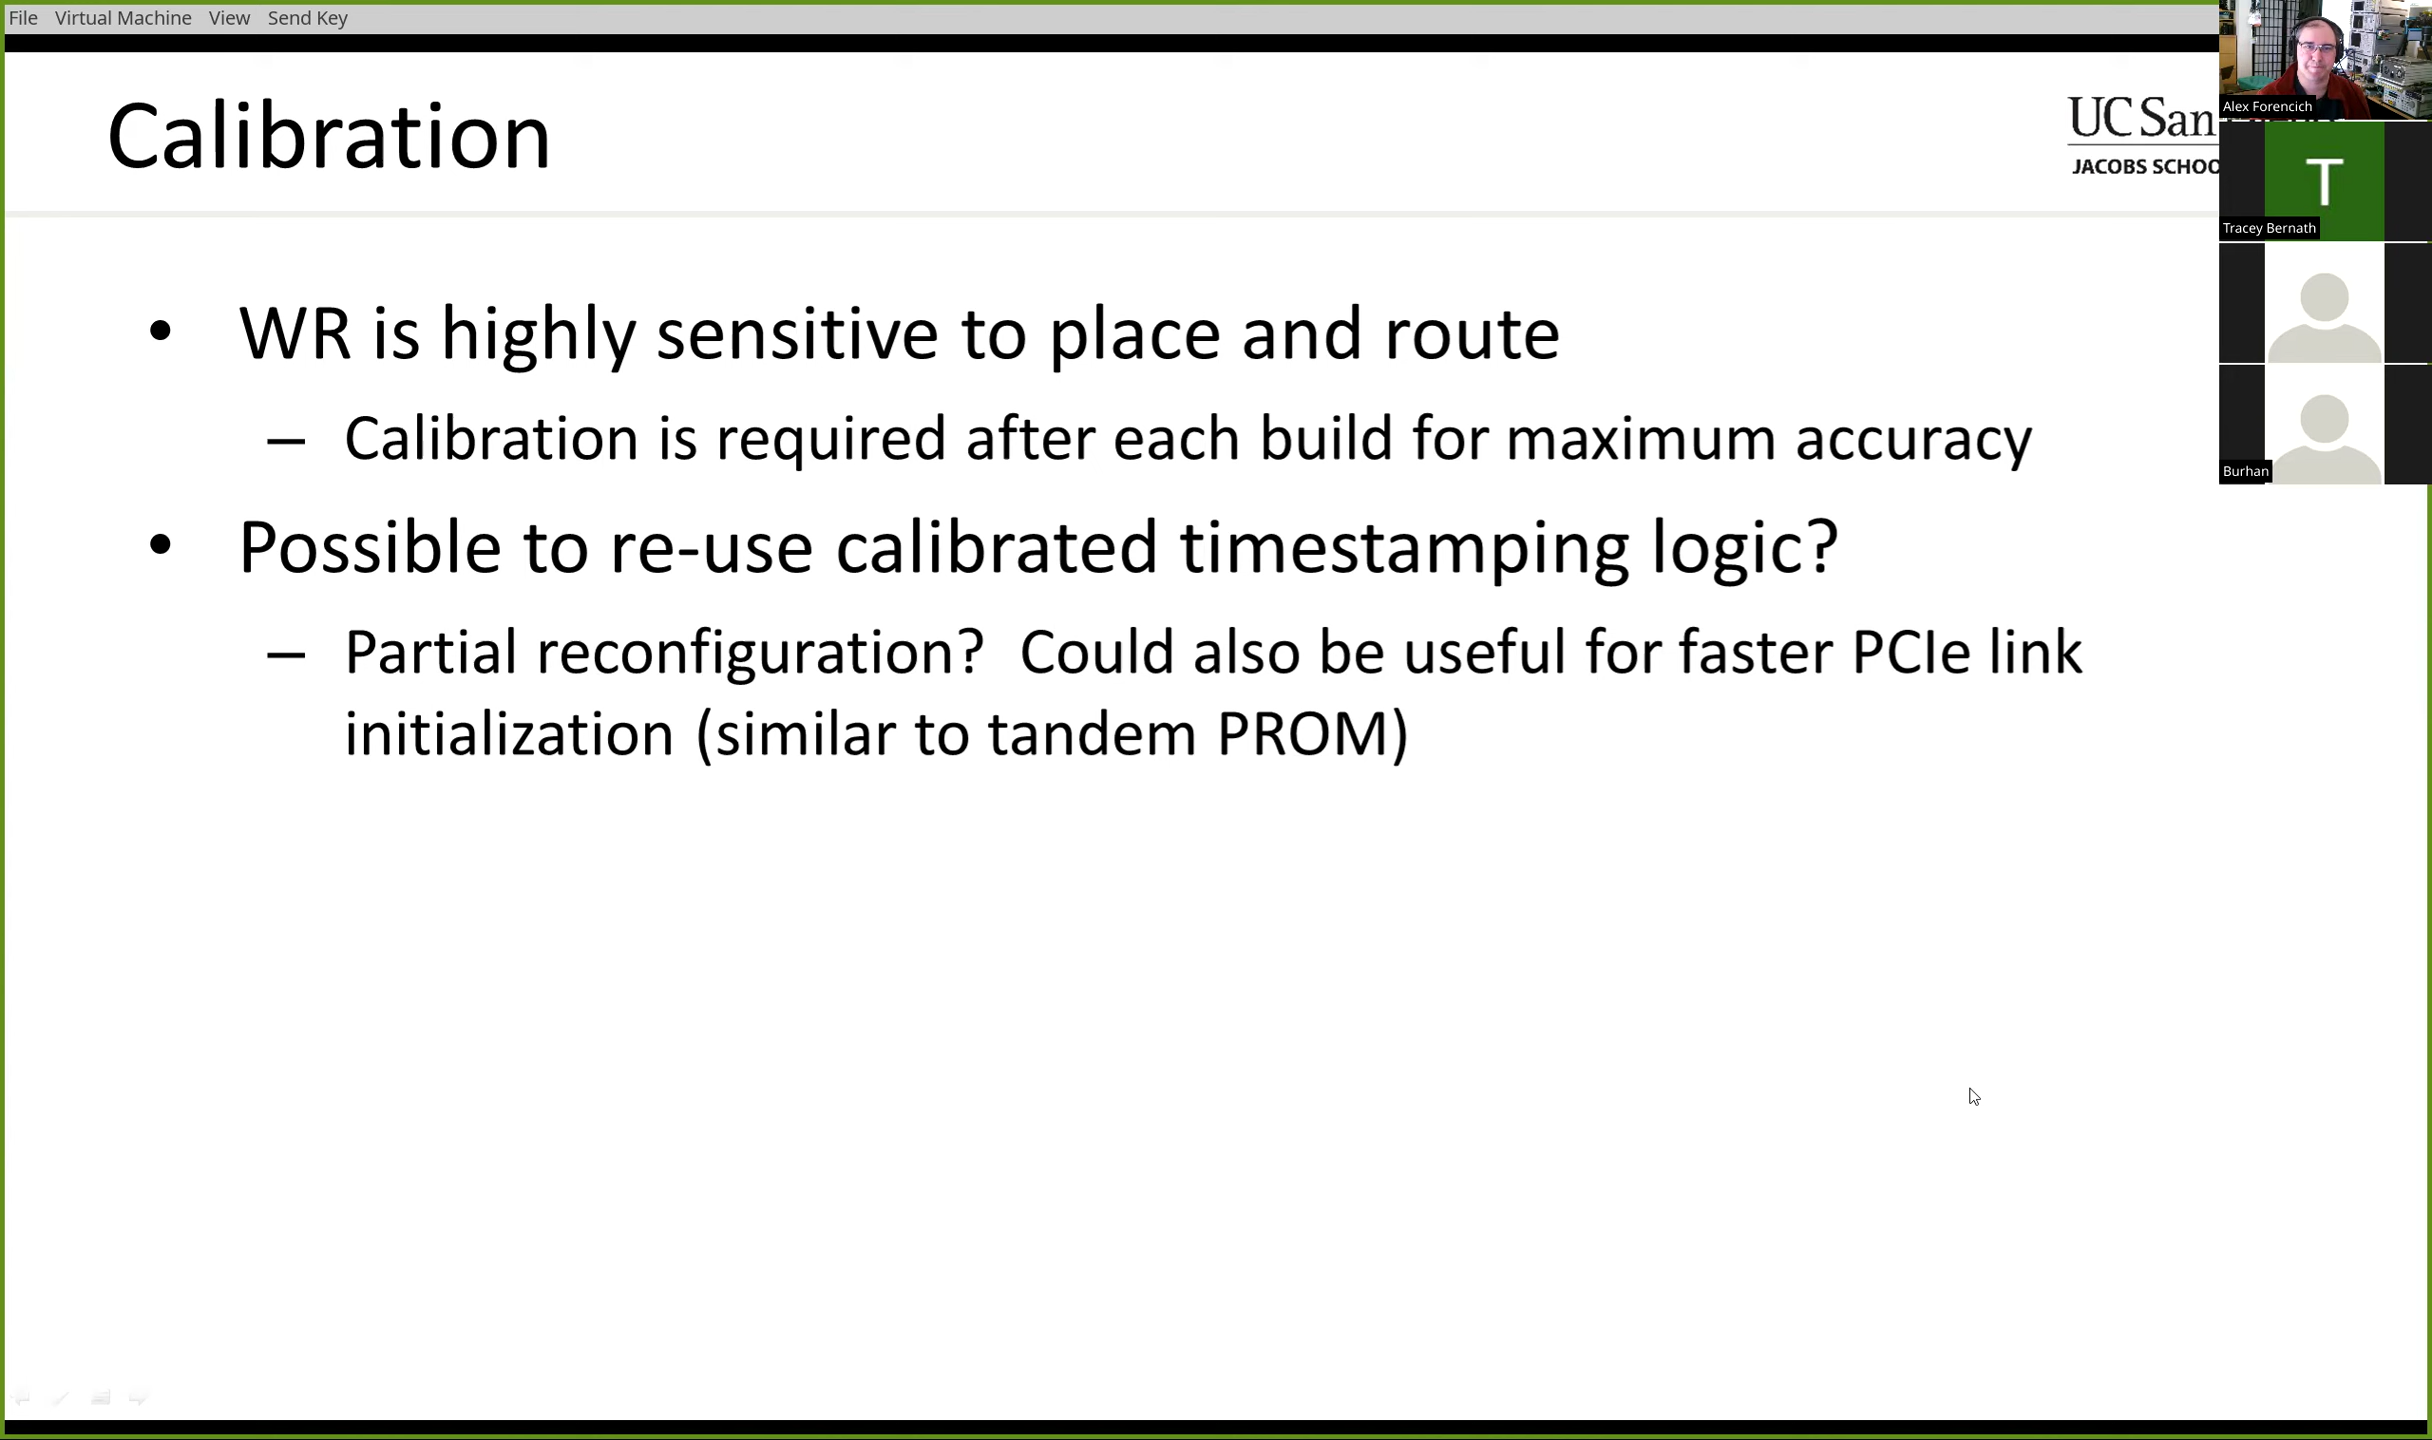 File Virtual Machine View Send Key
Calibration
UC San
JACOBS SCHOO
• WR is highly sensitive to place and route
– Calibration is required after each build for maximum accuracy
• Possible to re-use calibrated timestamping logic?
– Partial reconfiguration? Could also be useful for faster PCIe link
initialization (similar to tandem PROM)
Alex Forencich
T
Tracey Bernath
Burhan